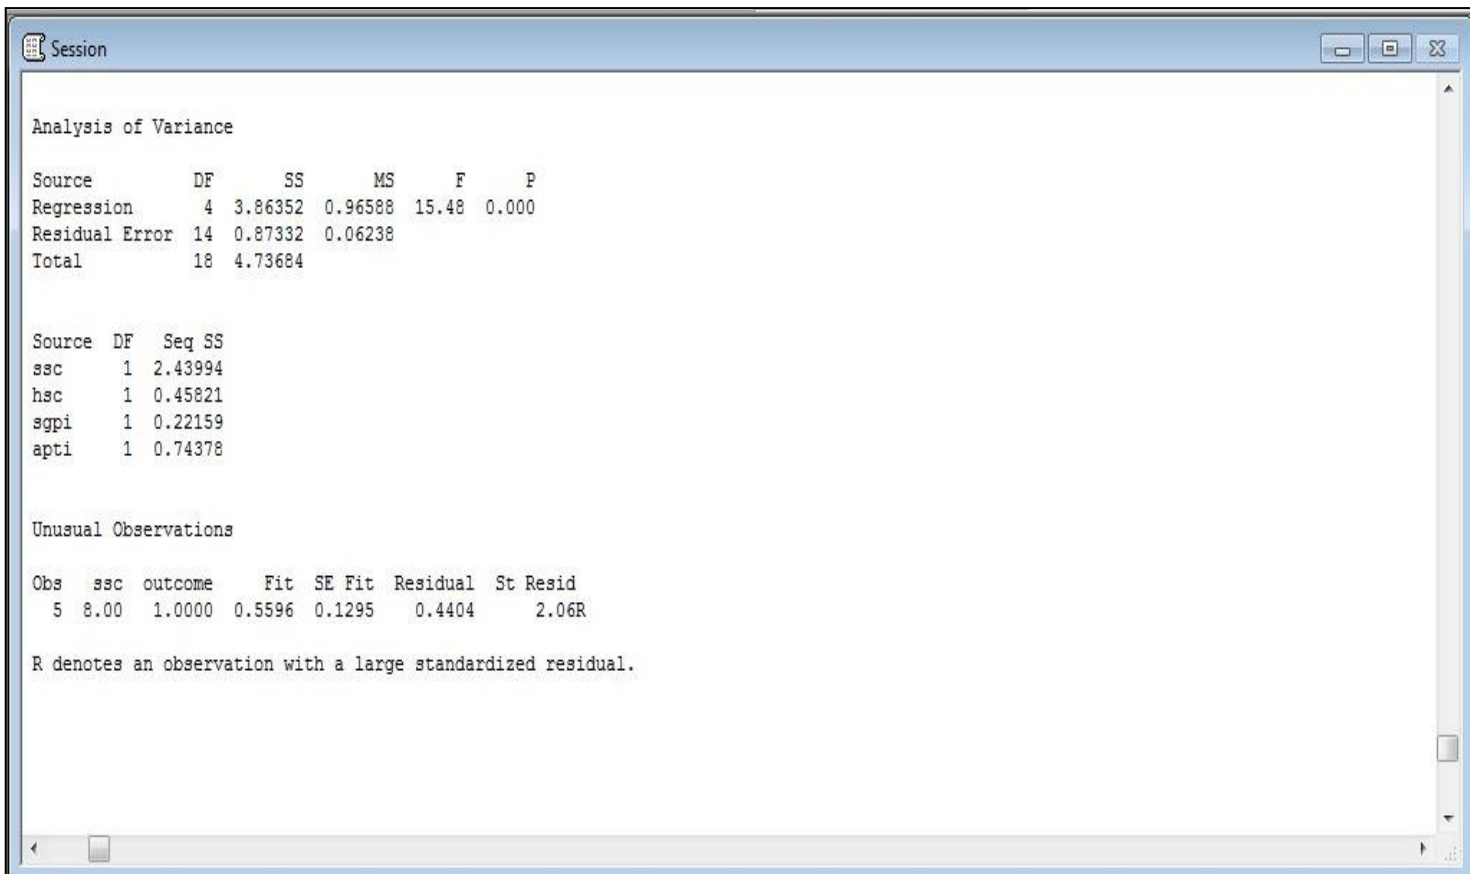 Session
Analysis of Variance
Source DF SS MS F P
Regression 4 3.86352 0.96588 15.48 0.000
Residual Error 14 0.87332 0.06238
Total 18 4.73684
Source DF Seq SS
ssc 1 2.43994
hsc 1 0.45821
sgpi 1 0.22159
apti 1 0.74378
Unusual Observations
Obs ssc outcome Fit SE Fit Residual St Resid
5 8.00 1.0000 0.5596 0.1295 0.4404 2.06R
R denotes an observation with a large standardized residual.